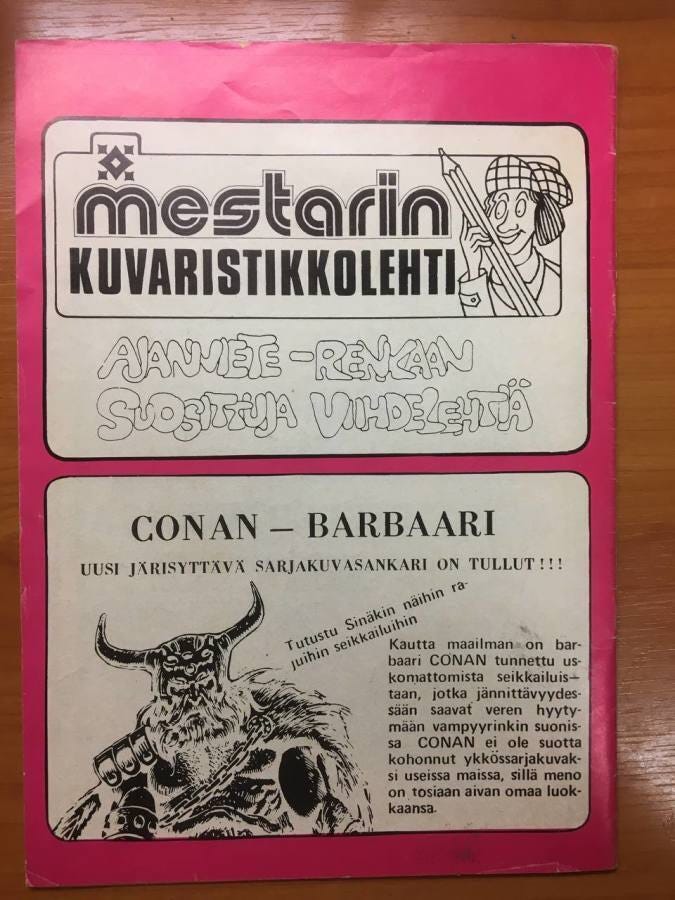 mestarin
KUVARISTIKKOLEHTI
AJANVIETE-RENKAAN
SUOSITTUJA VIIHDELEHTIÄ
CONAN – BARBAARI
UUSI JÄRISYTTÄVÄ SARJAKUVASANKARI ON TULLUT!!!
Tutustu Sinäkin näihin ra-
juihin seikkailuihin
Kautta maailman on bar-
baari CONAN tunnettu us-
komattomista seikkailuis-
taan, jotka jännittävyydes-
sään saavat veren hyyty-
mään vampyyrinkin suonis-
sa CONAN ei ole suotta
kohonnut ykkössarjakuvak-
si useissa maissa, sillä meno
on tosiaan aivan omaa luok-
kaansa.